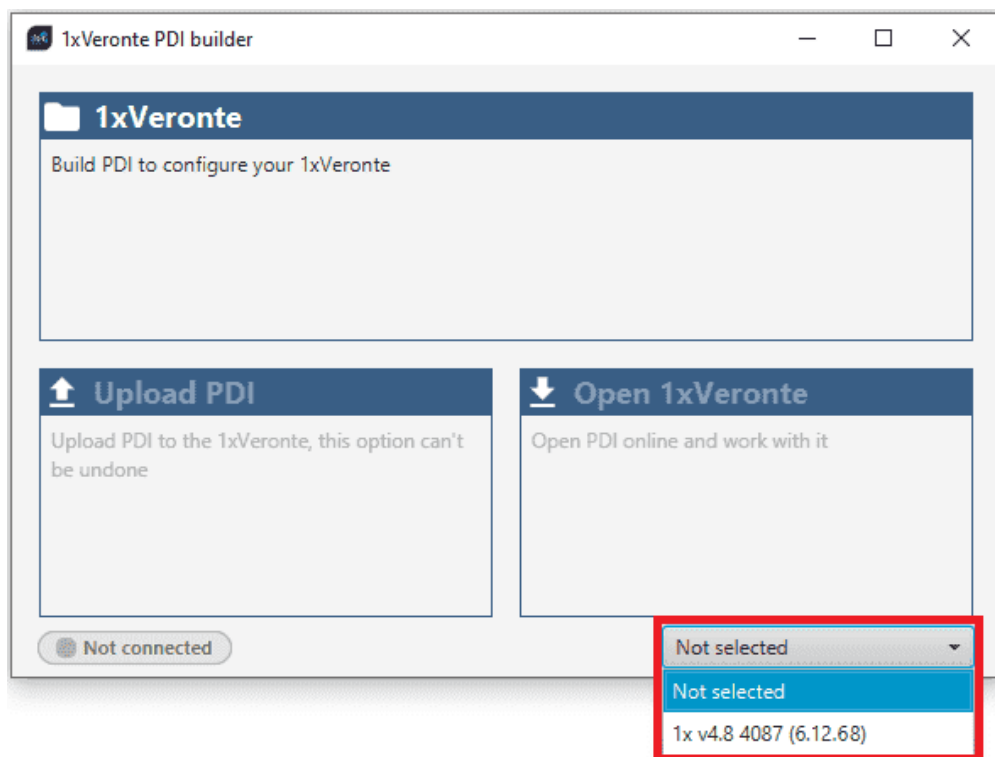 1xVeronte PDI builder
1xVeronte
Build PDI to configure your 1xVeronte
Upload PDI
Upload PDI to the 1xVeronte, this option can't
be undone
Open 1xVeronte
Open PDI online and work with it
Not connected
Not selected
Not selected
1x v4.8 4087 (6.12.68)